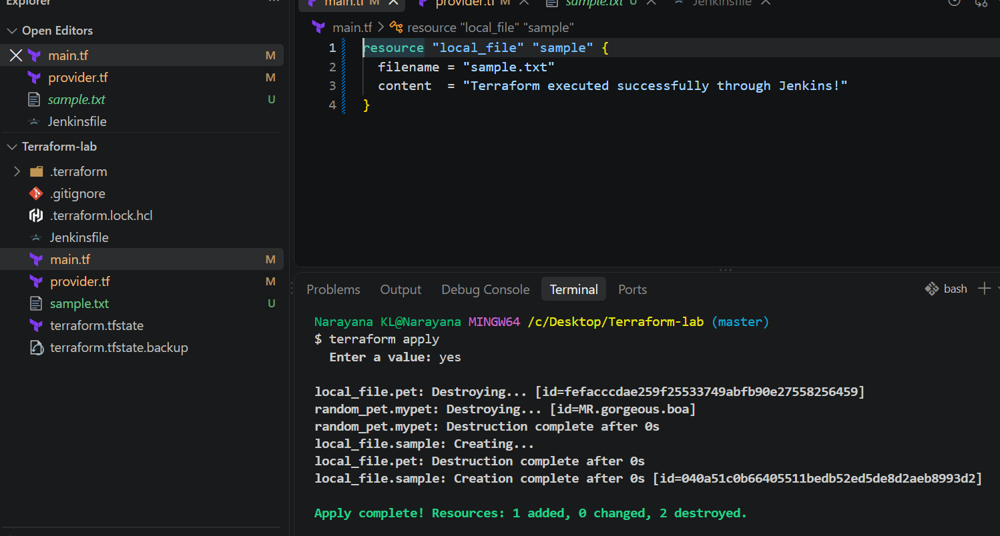 Explorer
main.tf M
provider.tf M
sample.txt U
Jenkinsfile
Open Editors
main.tf M
provider.tf M
sample.txt U
Jenkinsfile
Terraform-lab
.terraform
.gitignore
.terraform.lock.hcl
Jenkinsfile
main.tf M
provider.tf M
sample.txt U
terraform.tfstate
terraform.tfstate.backup
main.tf > resource "local_file" "sample"
1 resource "local_file" "sample" {
2 filename = "sample.txt"
3 content = "Terraform executed successfully through Jenkins!"
4 }
Problems Output Debug Console Terminal Ports bash
Narayana KL@Narayana MINGW64 /c/Desktop/Terraform-lab (master)
$ terraform apply
Enter a value: yes
local_file.pet: Destroying... [id=fefacccdae259f25533749abfb90e27558256459]
random_pet.mypet: Destroying... [id=MR.gorgeous.boa]
random_pet.mypet: Destruction complete after 0s
local_file.sample: Creating...
local_file.pet: Destruction complete after 0s
local_file.sample: Creation complete after 0s [id=040a51c0b66405511bedb52ed5de8d2aeb8993d2]
Apply complete! Resources: 1 added, 0 changed, 2 destroyed.